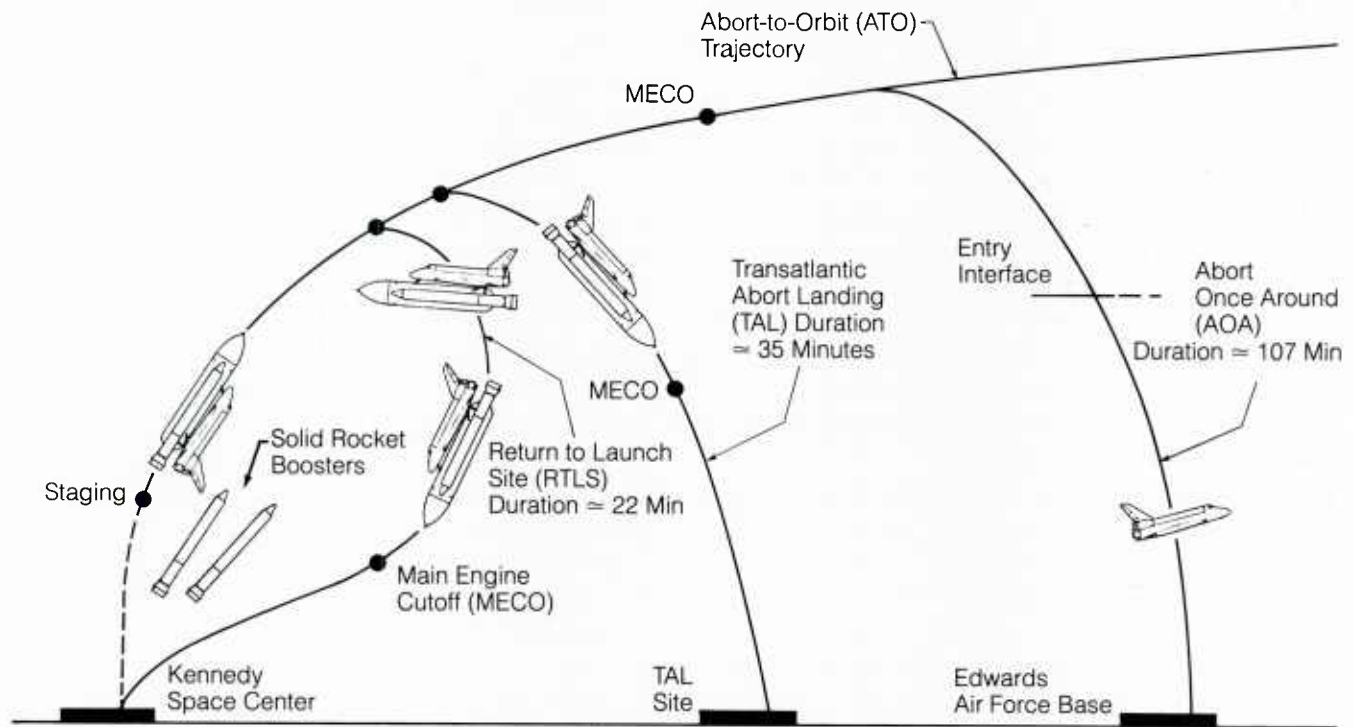 Abort-to-Orbit (ATO)
Trajectory
MECO
Entry
Interface
Abort
Once Around
(AOA)
Duration ≃ 107 Min
Transatlantic
Abort Landing
(TAL) Duration
≃ 35 Minutes
MECO
Solid Rocket
Boosters
Return to Launch
Site (RTLS)
Duration ≃ 22 Min
Staging
Main Engine
Cutoff (MECO)
Kennedy
Space Center
TAL
Site
Edwards
Air Force Base